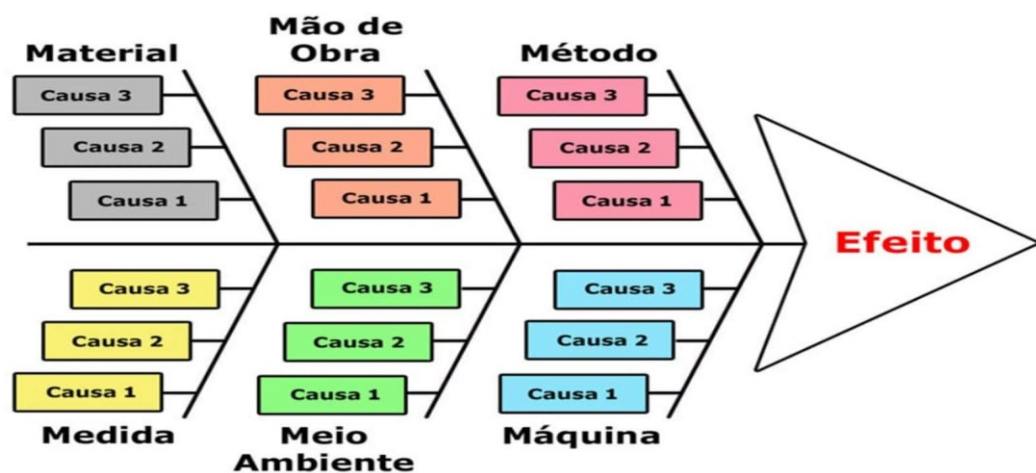 Material
Mão de
Obra
Método
Causa 3
Causa 3
Causa 3
Causa 2
Causa 2
Causa 2
Causa 1
Causa 1
Causa 1
Efeito
Causa 3
Causa 3
Causa 3
Causa 2
Causa 2
Causa 2
Causa 1
Causa 1
Causa 1
Medida
Meio
Ambiente
Máquina